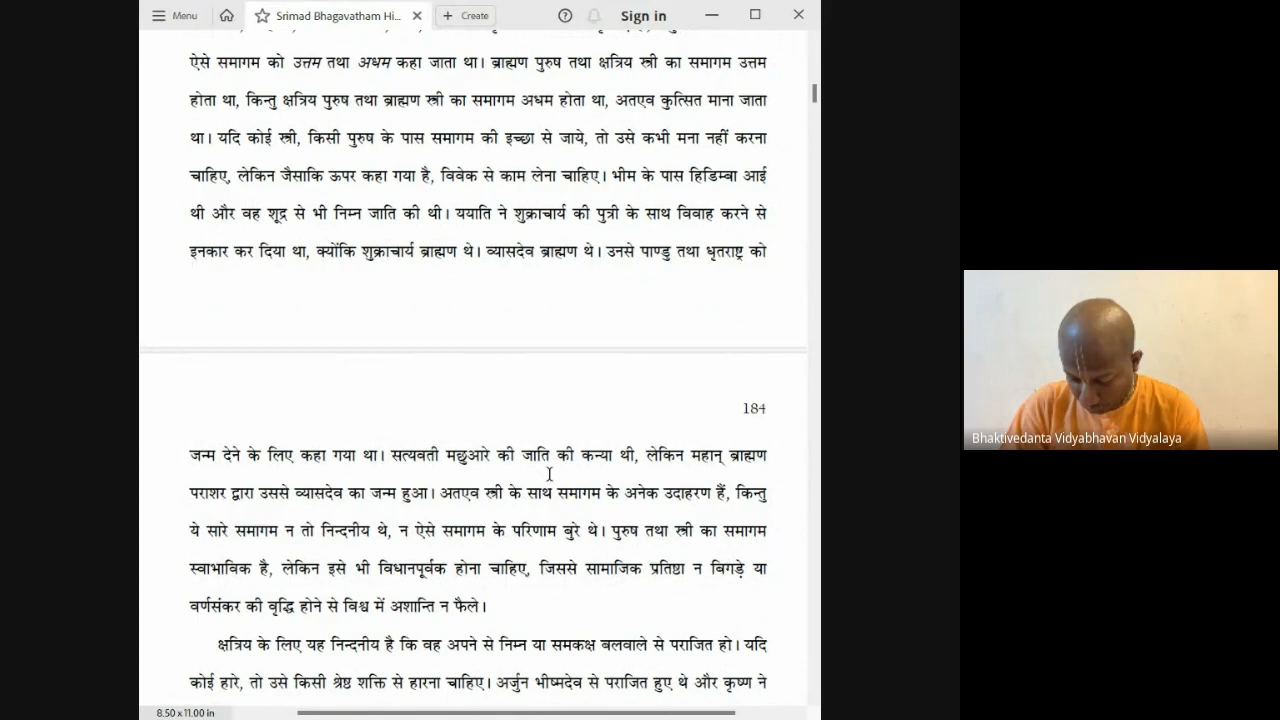 Menu
Srimad Bhagavatham Hi...
Create
Sign in
ऐसे समागम को उत्तम तथा अधम कहा जाता था। ब्राह्मण पुरुष तथा क्षत्रिय स्त्री का समागम उत्तम
होता था, किन्तु क्षत्रिय पुरुष तथा ब्राह्मण स्त्री का समागम अधम होता था, अतएव कुत्सित माना जाता
था। यदि कोई स्त्री, किसी पुरुष के पास समागम की इच्छा से जाये, तो उसे कभी मना नहीं करना
चाहिए, लेकिन जैसाकि ऊपर कहा गया है, विवेक से काम लेना चाहिए। भीम के पास हिडिम्बा आई
थी और वह शूद्र से भी निम्न जाति की थी। ययाति ने शुक्राचार्य की पुत्री के साथ विवाह करने से
इनकार कर दिया था, क्योंकि शुक्राचार्य ब्राह्मण थे। व्यासदेव ब्राह्मण थे। उनसे पाण्डु तथा धृतराष्ट्र को
184
जन्म देने के लिए कहा गया था। सत्यवती मछुआरे की जाति की कन्या थी, लेकिन महान् ब्राह्मण
पराशर द्वारा उससे व्यासदेव का जन्म हुआ। अतएव स्त्री के साथ समागम के अनेक उदाहरण हैं, किन्तु
ये सारे समागम न तो निन्दनीय थे, न ऐसे समागम के परिणाम बुरे थे। पुरुष तथा स्त्री का समागम
स्वाभाविक है, लेकिन इसे भी विधानपूर्वक होना चाहिए, जिससे सामाजिक प्रतिष्ठा न बिगड़े या
वर्णसंकर की वृद्धि होने से विश्व में अशान्ति न फैले।
क्षत्रिय के लिए यह निन्दनीय है कि वह अपने से निम्न या समकक्ष बलवाले से पराजित हो। यदि
कोई हारे, तो उसे किसी श्रेष्ठ शक्ति से हारना चाहिए। अर्जुन भीष्मदेव से पराजित हुए थे और कृष्ण ने
8.50 x 11.00 in
Bhaktivedanta Vidyabhavan Vidyalaya